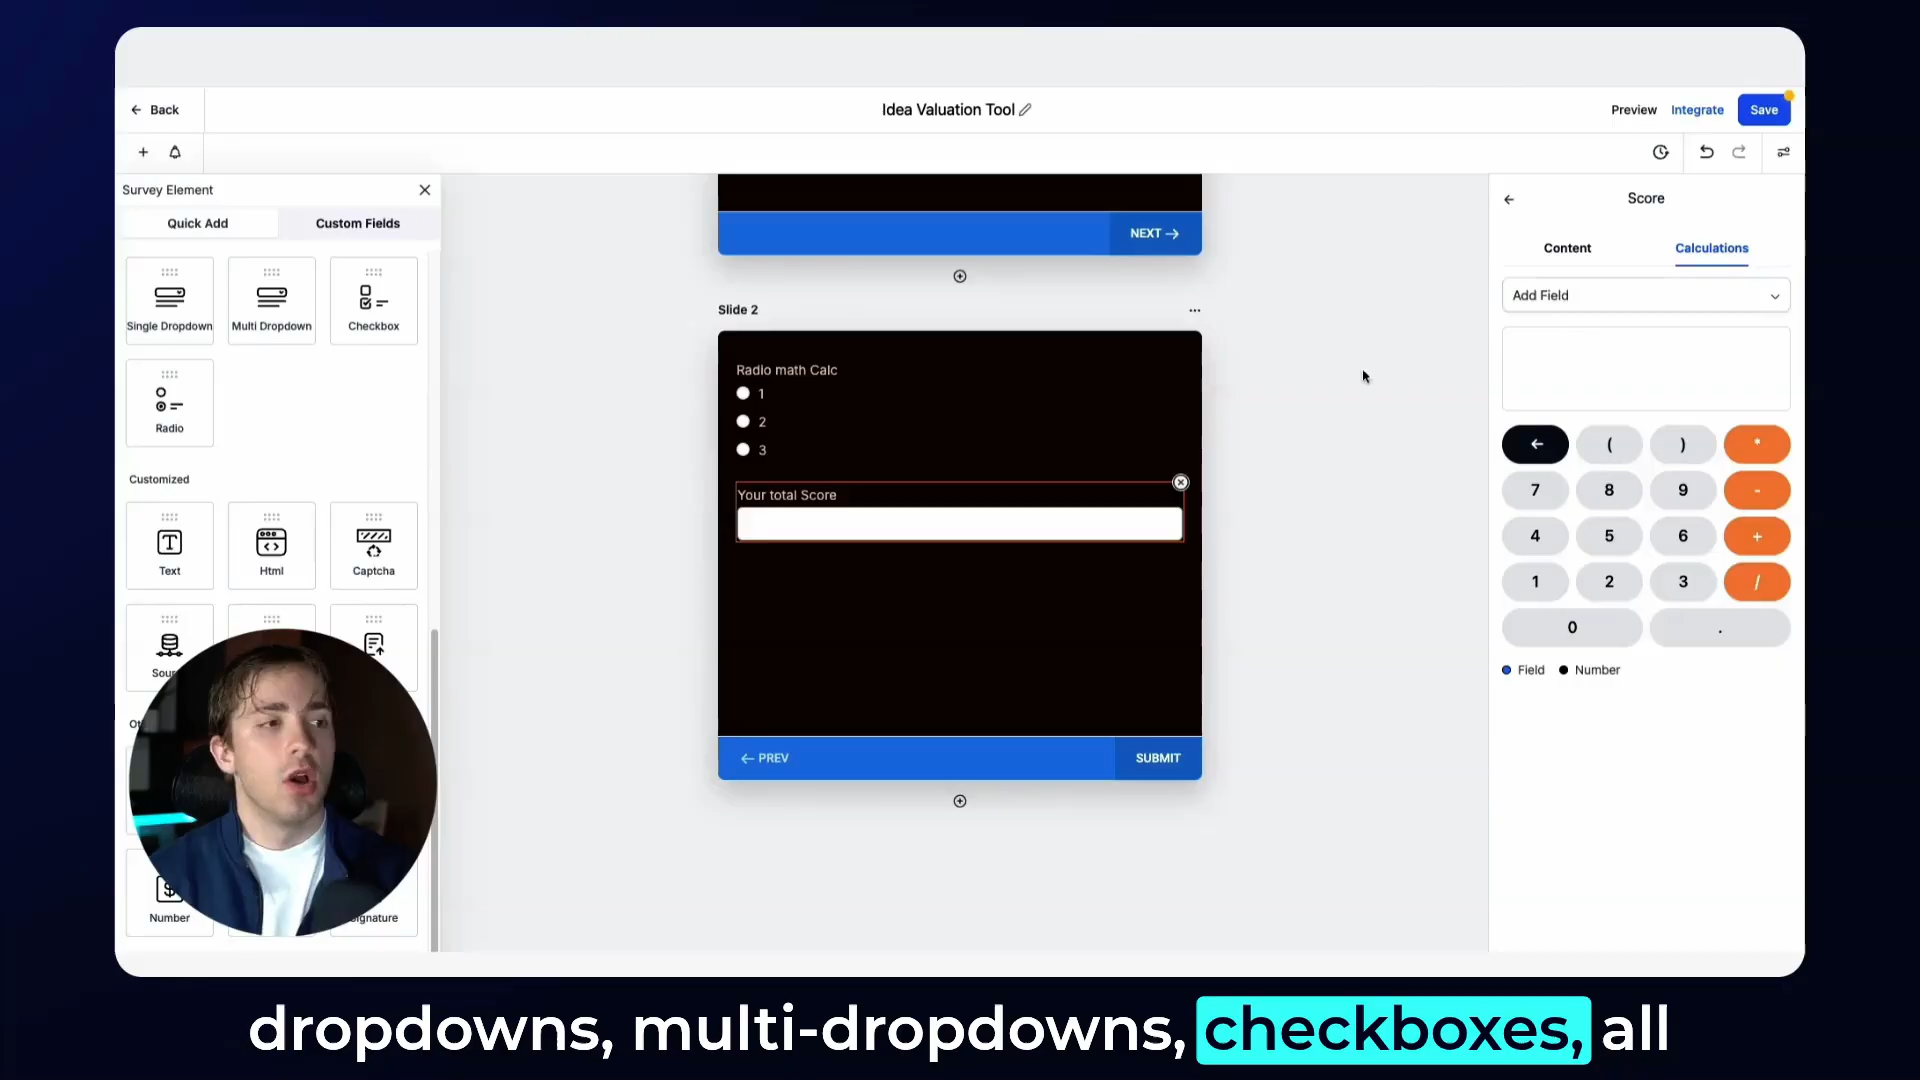 Back
Idea Valuation Tool
Preview
Integrate
Save
Survey Element
Quick Add
Custom Fields
Single Dropdown
Multi Dropdown
Checkbox
Radio
Customized
Text
Html
Captcha
Number
NEXT
Slide 2
Radio math Calc
1
2
3
Your total Score
PREV
SUBMIT
Score
Content
Calculations
Add Field
( ) *
7 8 9 -
4 5 6 +
1 2 3 /
0 .
Field
Number
dropdowns, multi-dropdowns, checkboxes, all